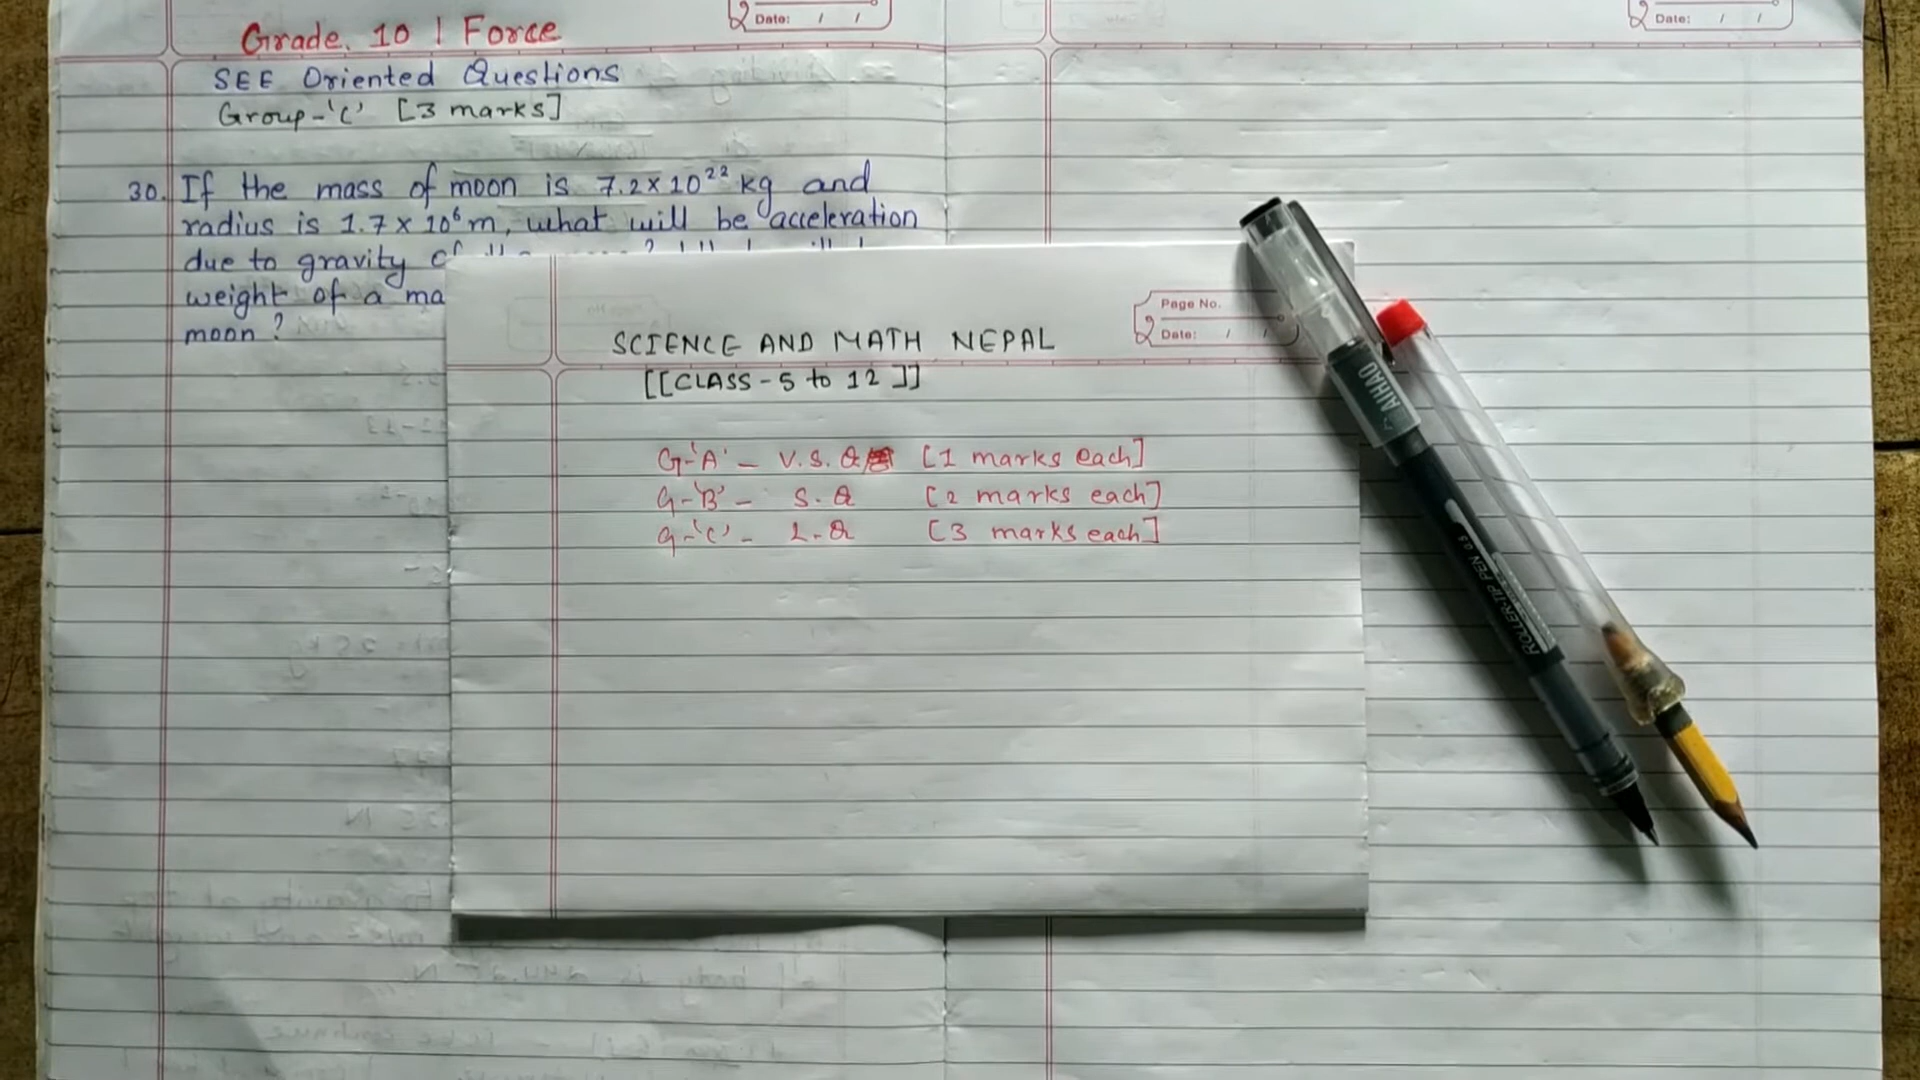 Date: / /
Date: / /
Grade. 10 | Force
SEE Oriented Questions
Group-'C' [3 marks]
30. If the mass of moon is 7.2 x 10²² kg and
radius is 1.7 x 10⁶ m, what will be acceleration
due to gravity
weight of a
moon ?
Page No.
Date: / /
SCIENCE AND MATH NEPAL
[[CLASS - 5 to 12 ]]
G-'A' - V.S.Q [1 marks each]
G-'B' - S.Q [2 marks each]
G-'C' - L.Q [3 marks each]
AIHAO
ROLLER-TIP PEN 0.5